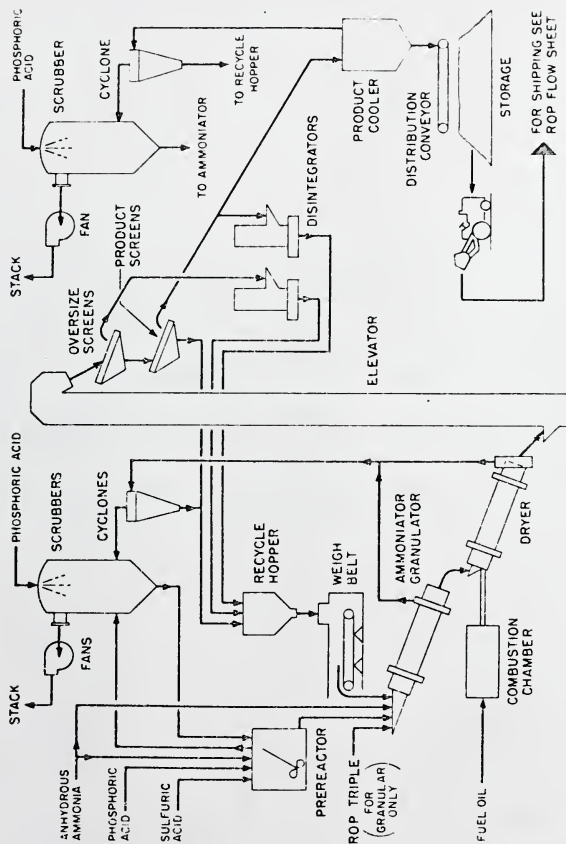 STACK
FAN
SCRUBBER
PHOSPHORIC
ACID
CYCLONE
TO AMMONIATOR
TO RECYCLE
HOPPER
OVERSIZE
SCREENS
PRODUCT
SCREENS
DISINTEGRATORS
PRODUCT
COOLER
DISTRIBUTION
CONVEYOR
STORAGE
FOR SHIPPING SEE
ROP FLOW SHEET
ELEVATOR
STACK
FANS
SCRUBBERS
PHOSPHORIC ACID
CYCLONES
RECYCLE
HOPPER
WEIGH
BELT
AMMONIATOR
GRANULATOR
DRYER
ANHYDROUS
AMMONIA
PHOSPHORIC
ACID
SULFURIC
ACID
PREREACTOR
ROP TRIPLE
(FOR
GRANULAR
ONLY)
FUEL OIL
COMBUSTION
CHAMBER